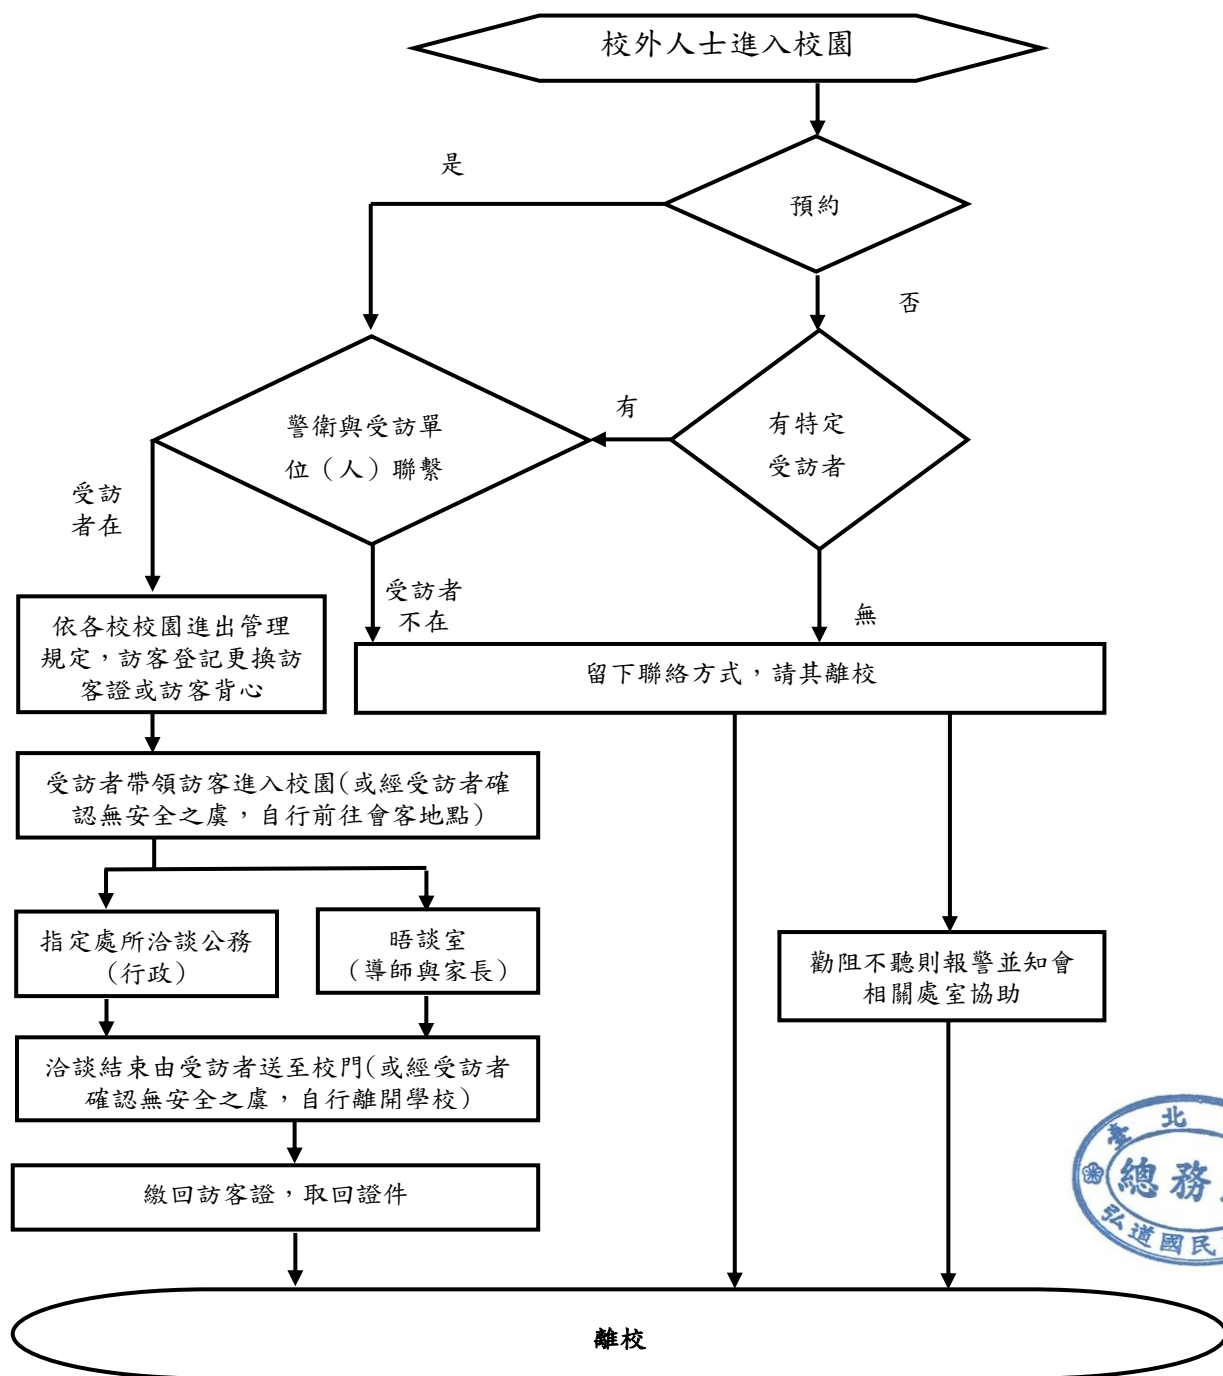 校外人士進入校園
是
預約
否
警衛與受訪單
位（人）聯繫
有
有特定
受訪者
受訪
者在
受訪者
不在
無
依各校校園進出管理
規定，訪客登記更換訪
客證或訪客背心
留下聯絡方式，請其離校
受訪者帶領訪客進入校園(或經受訪者確
認無安全之虞，自行前往會客地點)
指定處所洽談公務
(行政)
晤談室
(導師與家長)
勸阻不聽則報警並知會
相關處室協助
洽談結束由受訪者送至校門(或經受訪者
確認無安全之虞，自行離開學校)
繳回訪客證，取回證件
臺北
總務
弘道國民
離校